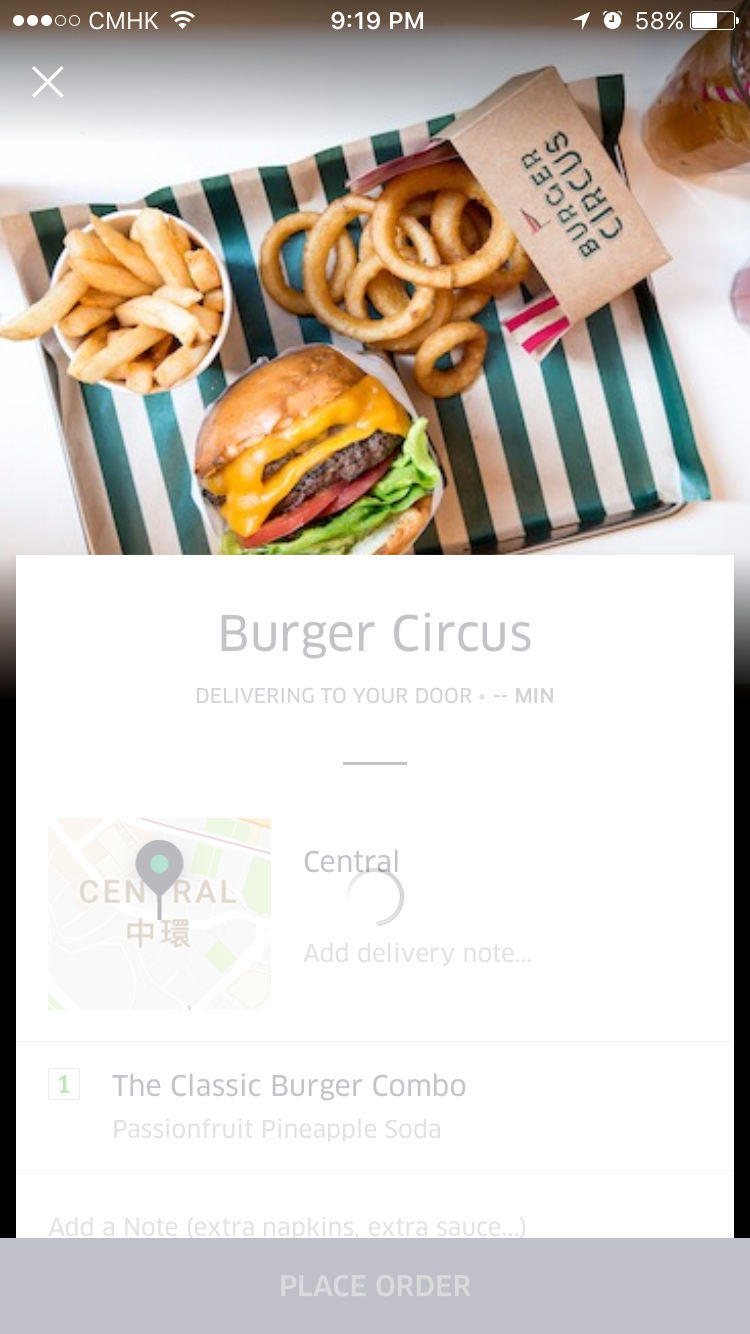 CMHK 9:19 PM 58%
BURGER
CIRCUS
Burger Circus
DELIVERING TO YOUR DOOR • -- MIN
CENTRAL
中環
Central
Add delivery note...
1 The Classic Burger Combo
Passionfruit Pineapple Soda
Add a Note (extra napkins, extra sauce...)
PLACE ORDER